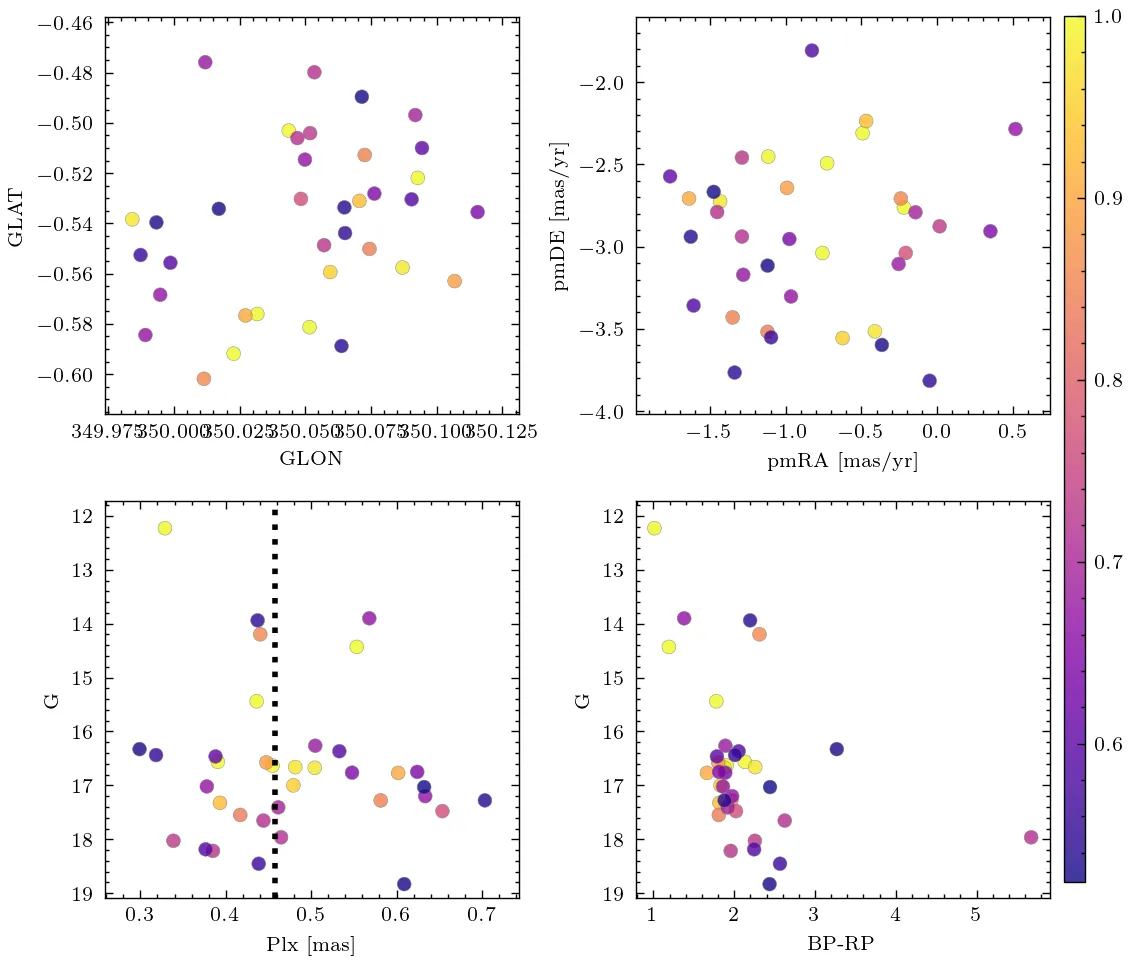 −0.46
−0.48
−0.50
−0.52
−0.54
−0.56
−0.58
−0.60
GLAT
349.975 350.000 350.025 350.050 350.075 350.100 350.125
GLON
−2.0
−2.5
−3.0
−3.5
−4.0
pmDE [mas/yr]
−1.5 −1.0 −0.5 0.0 0.5
pmRA [mas/yr]
12
13
14
15
16
17
18
19
G
0.3 0.4 0.5 0.6 0.7
Plx [mas]
12
13
14
15
16
17
18
19
G
1 2 3 4 5
BP-RP
1.0
0.9
0.8
0.7
0.6